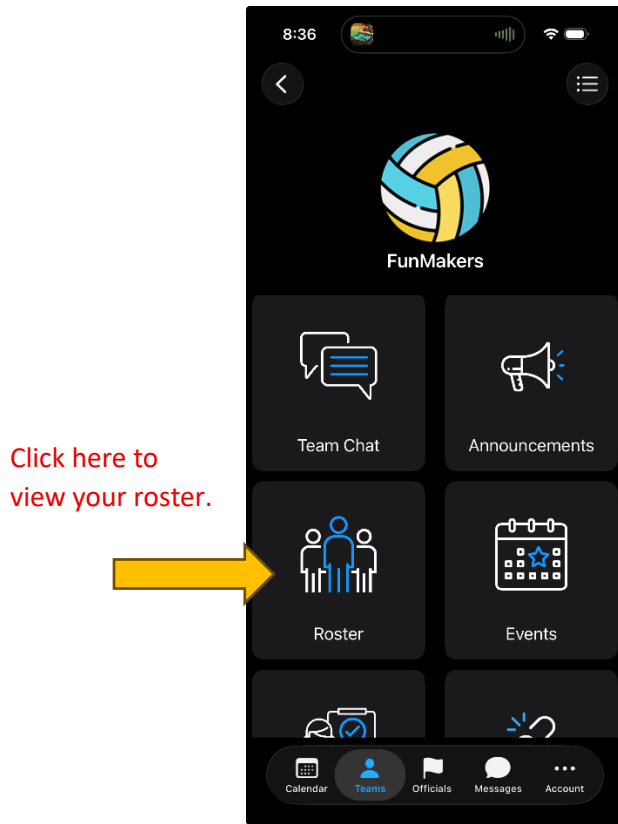 8:36
FunMakers
Team Chat
Announcements
Click here to
view your roster.
Roster
Events
Calendar
Teams
Officials
Messages
Account